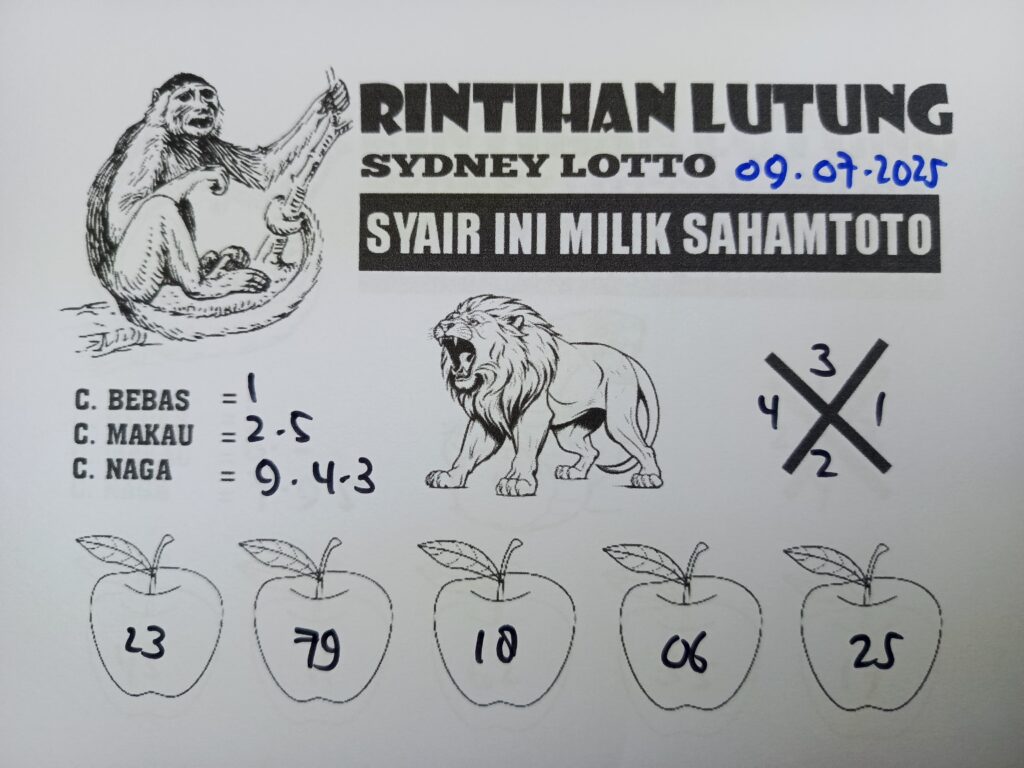 RINTIHAN LUTUNG
SYDNEY LOTTO 09.07.2025
SYAIR INI MILIK SAHAMTOTO
C. BEBAS = 1
C. MAKAU = 2.5
C. NAGA = 9.4.3
3
4 1
2
23 79 10 06 25